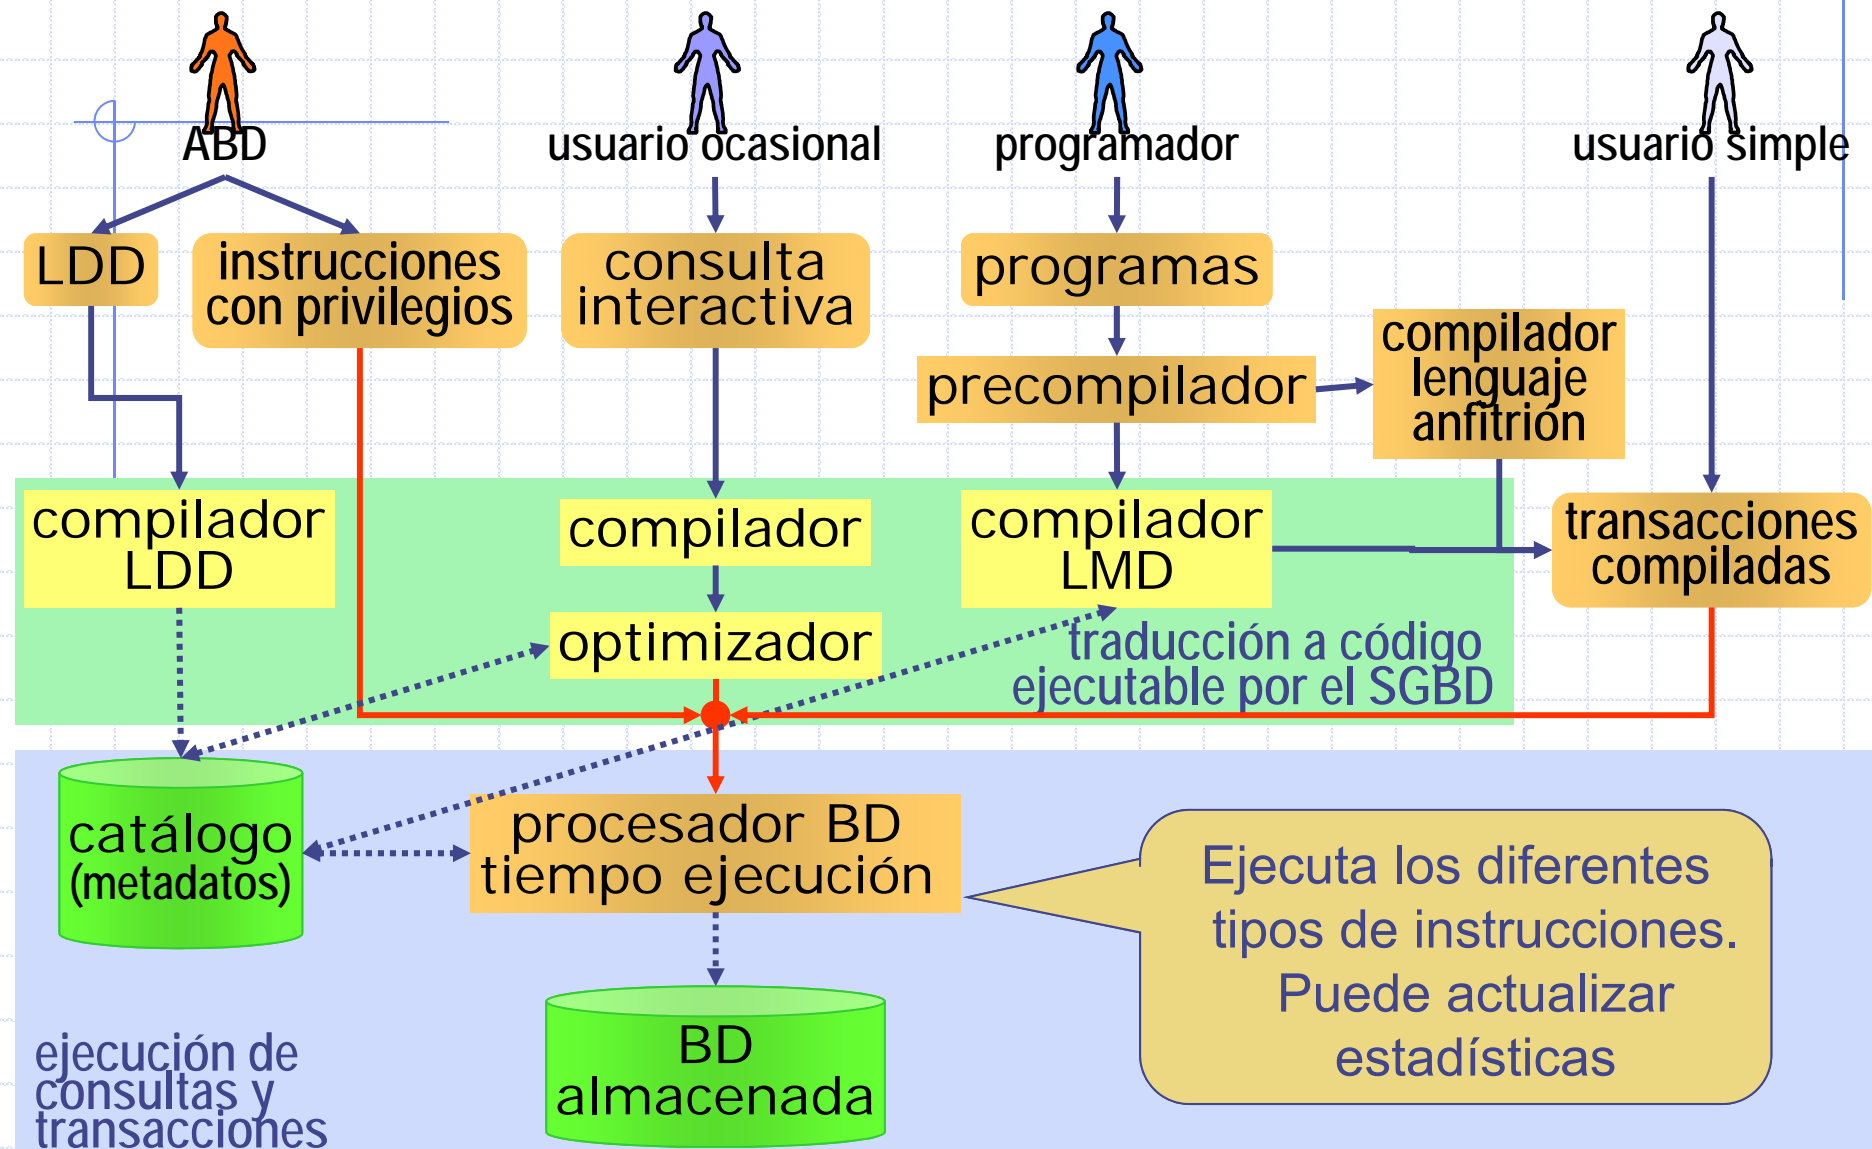 ABD
usuario ocasional
programador
usuario simple
LDD
instrucciones
con privilegios
consulta
interactiva
programas
precompilador
compilador
lenguaje
anfitrión
compilador
LDD
compilador
compilador
LMD
transacciones
compiladas
optimizador
traducción a código
ejecutable por el SGBD
catálogo
(metadatos)
procesador BD
tiempo ejecución
Ejecuta los diferentes
tipos de instrucciones.
Puede actualizar
estadísticas
BD
almacenada
ejecución de
consultas y
transacciones